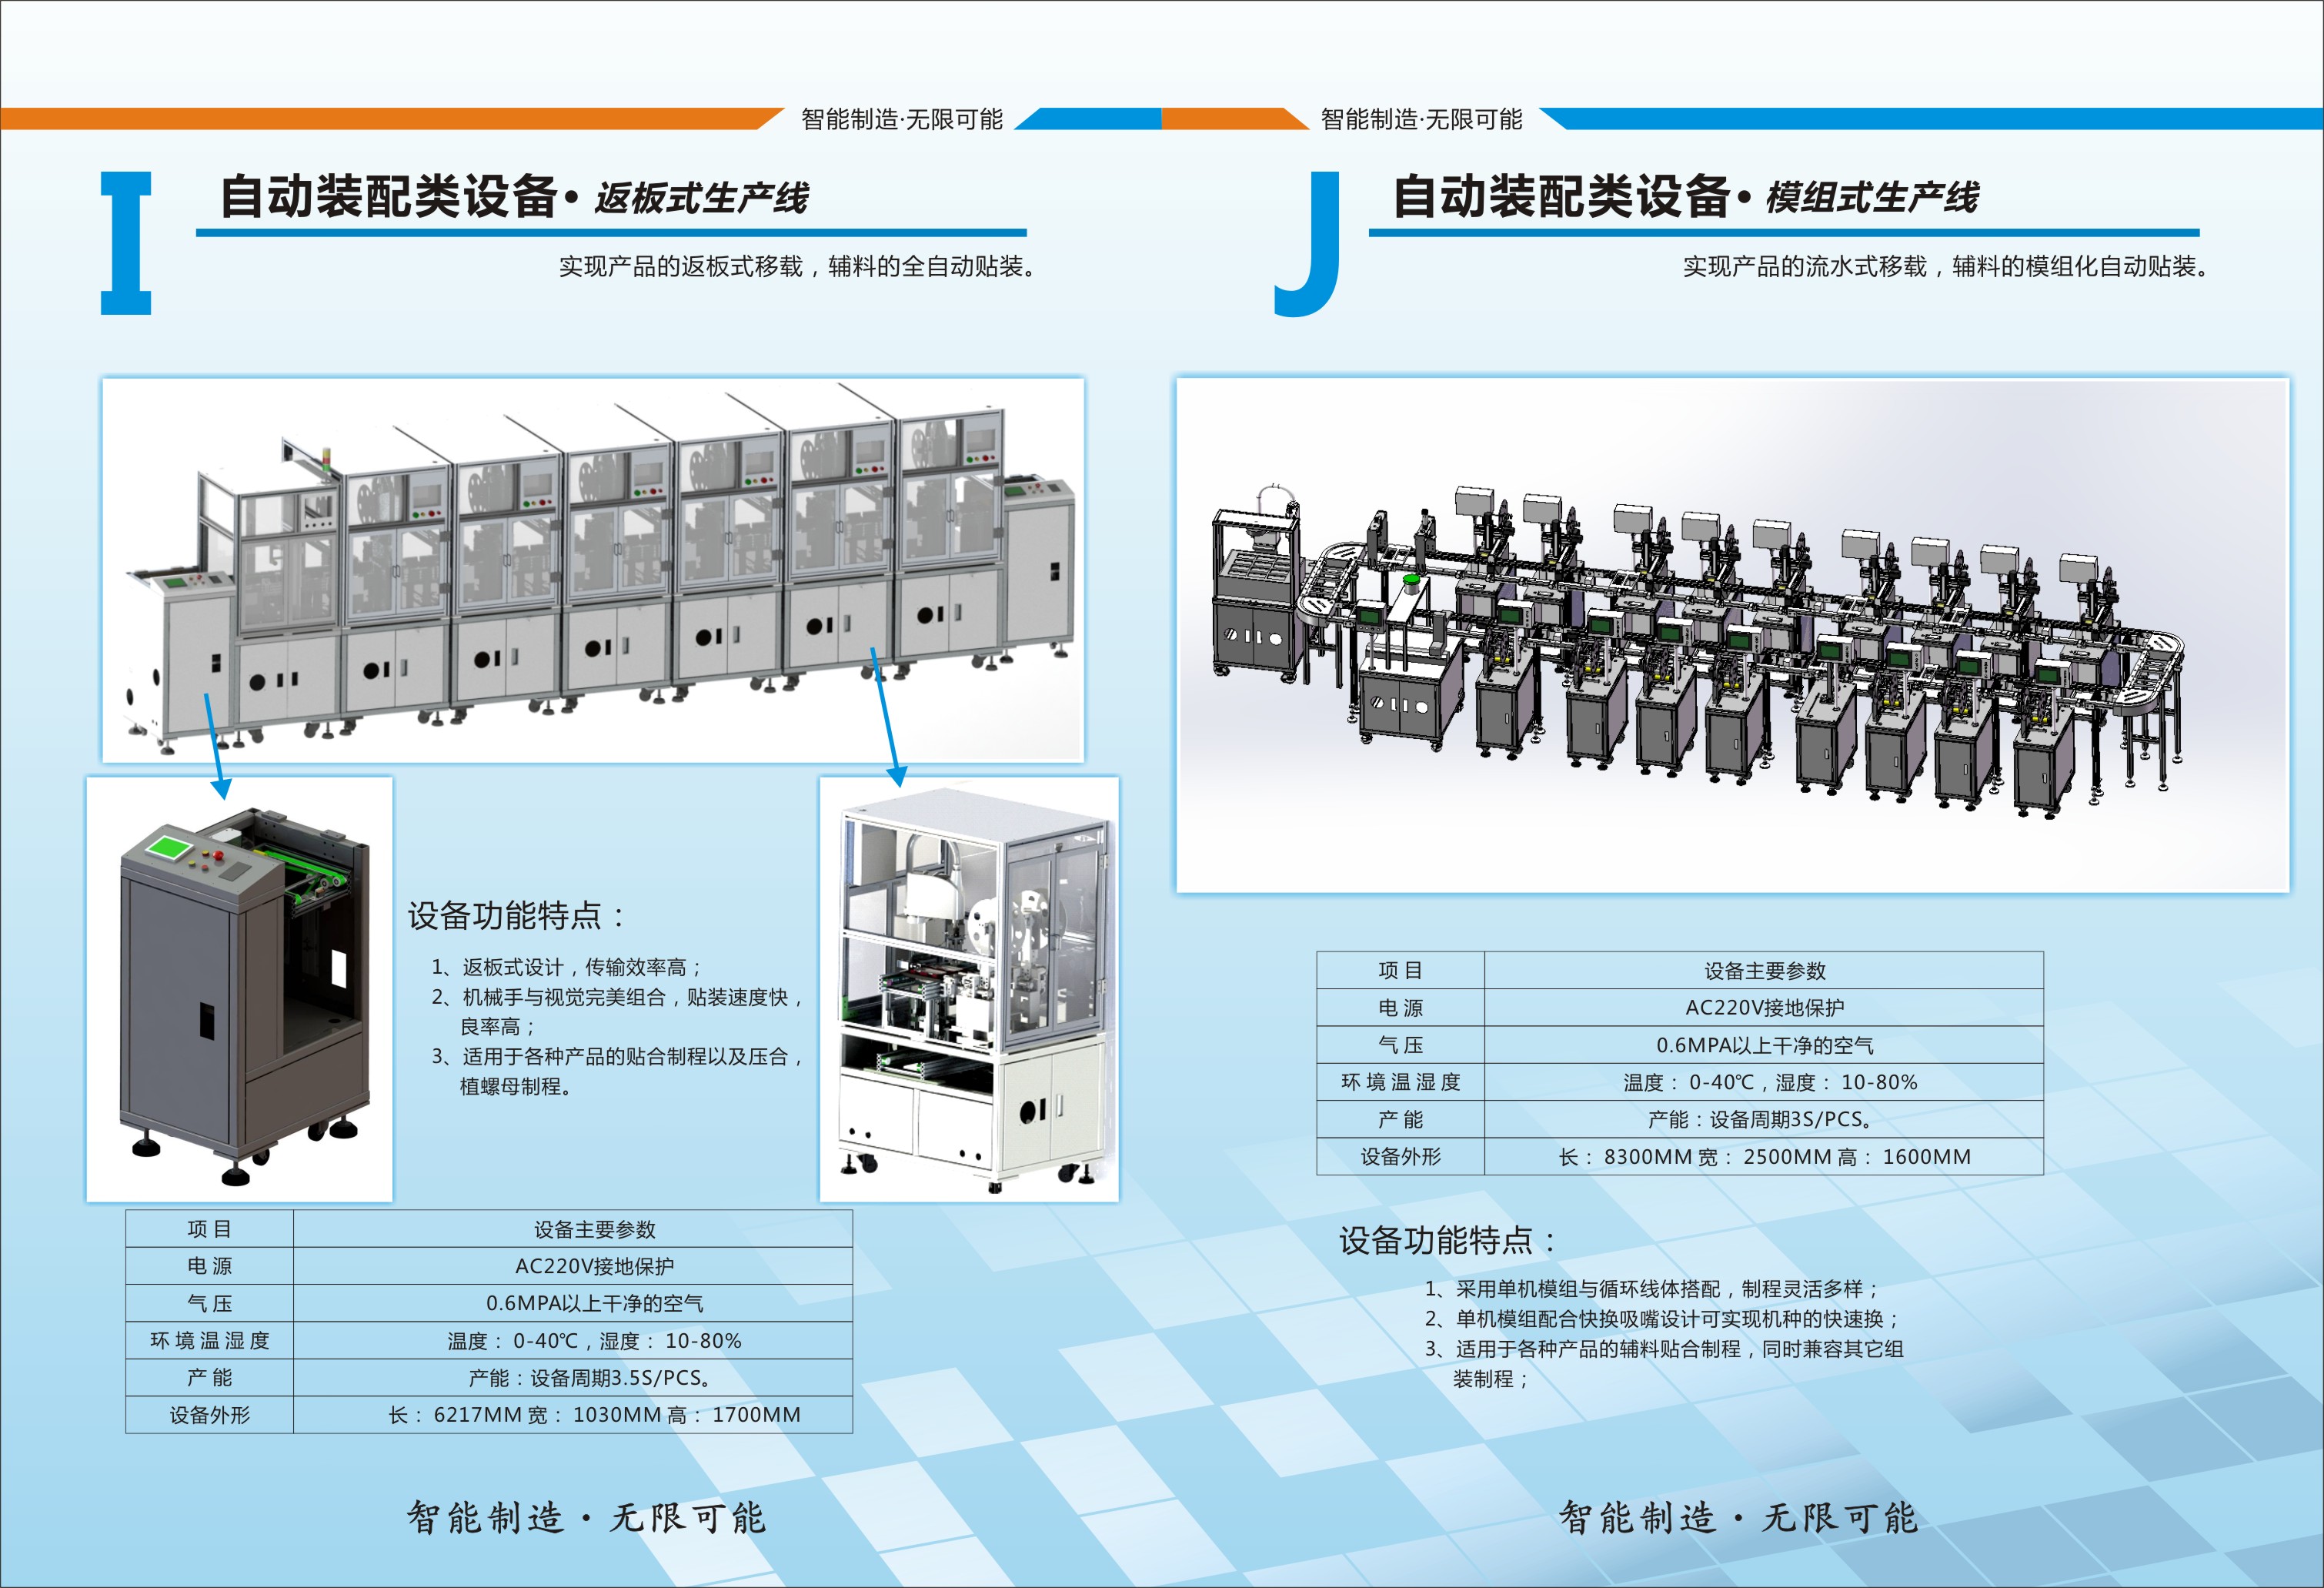 智能制造·无限可能
I
自动装配类设备• 返板式生产线
实现产品的返板式移载，辅料的全自动贴装。
设备功能特点：
1、返板式设计，传输效率高；
2、机械手与视觉完美组合，贴装速度快，
良率高；
3、适用于各种产品的贴合制程以及压合，
植螺母制程。
项 目 设备主要参数
电 源 AC220V接地保护
气 压 0.6MPA以上干净的空气
环 境 温 湿 度 温度： 0-40℃，湿度： 10-80%
产 能 产能：设备周期3.5S/PCS。
设备外形 长： 6217MM 宽： 1030MM 高： 1700MM
智能制造·无限可能
智能制造·无限可能
J
自动装配类设备• 模组式生产线
实现产品的流水式移载，辅料的模组化自动贴装。
项 目 设备主要参数
电 源 AC220V接地保护
气 压 0.6MPA以上干净的空气
环 境 温 湿 度 温度： 0-40℃，湿度： 10-80%
产 能 产能：设备周期3S/PCS。
设备外形 长： 8300MM 宽： 2500MM 高： 1600MM
设备功能特点：
1、采用单机模组与循环线体搭配，制程灵活多样；
2、单机模组配合快换吸嘴设计可实现机种的快速换；
3、适用于各种产品的辅料贴合制程，同时兼容其它组
装制程；
智能制造·无限可能